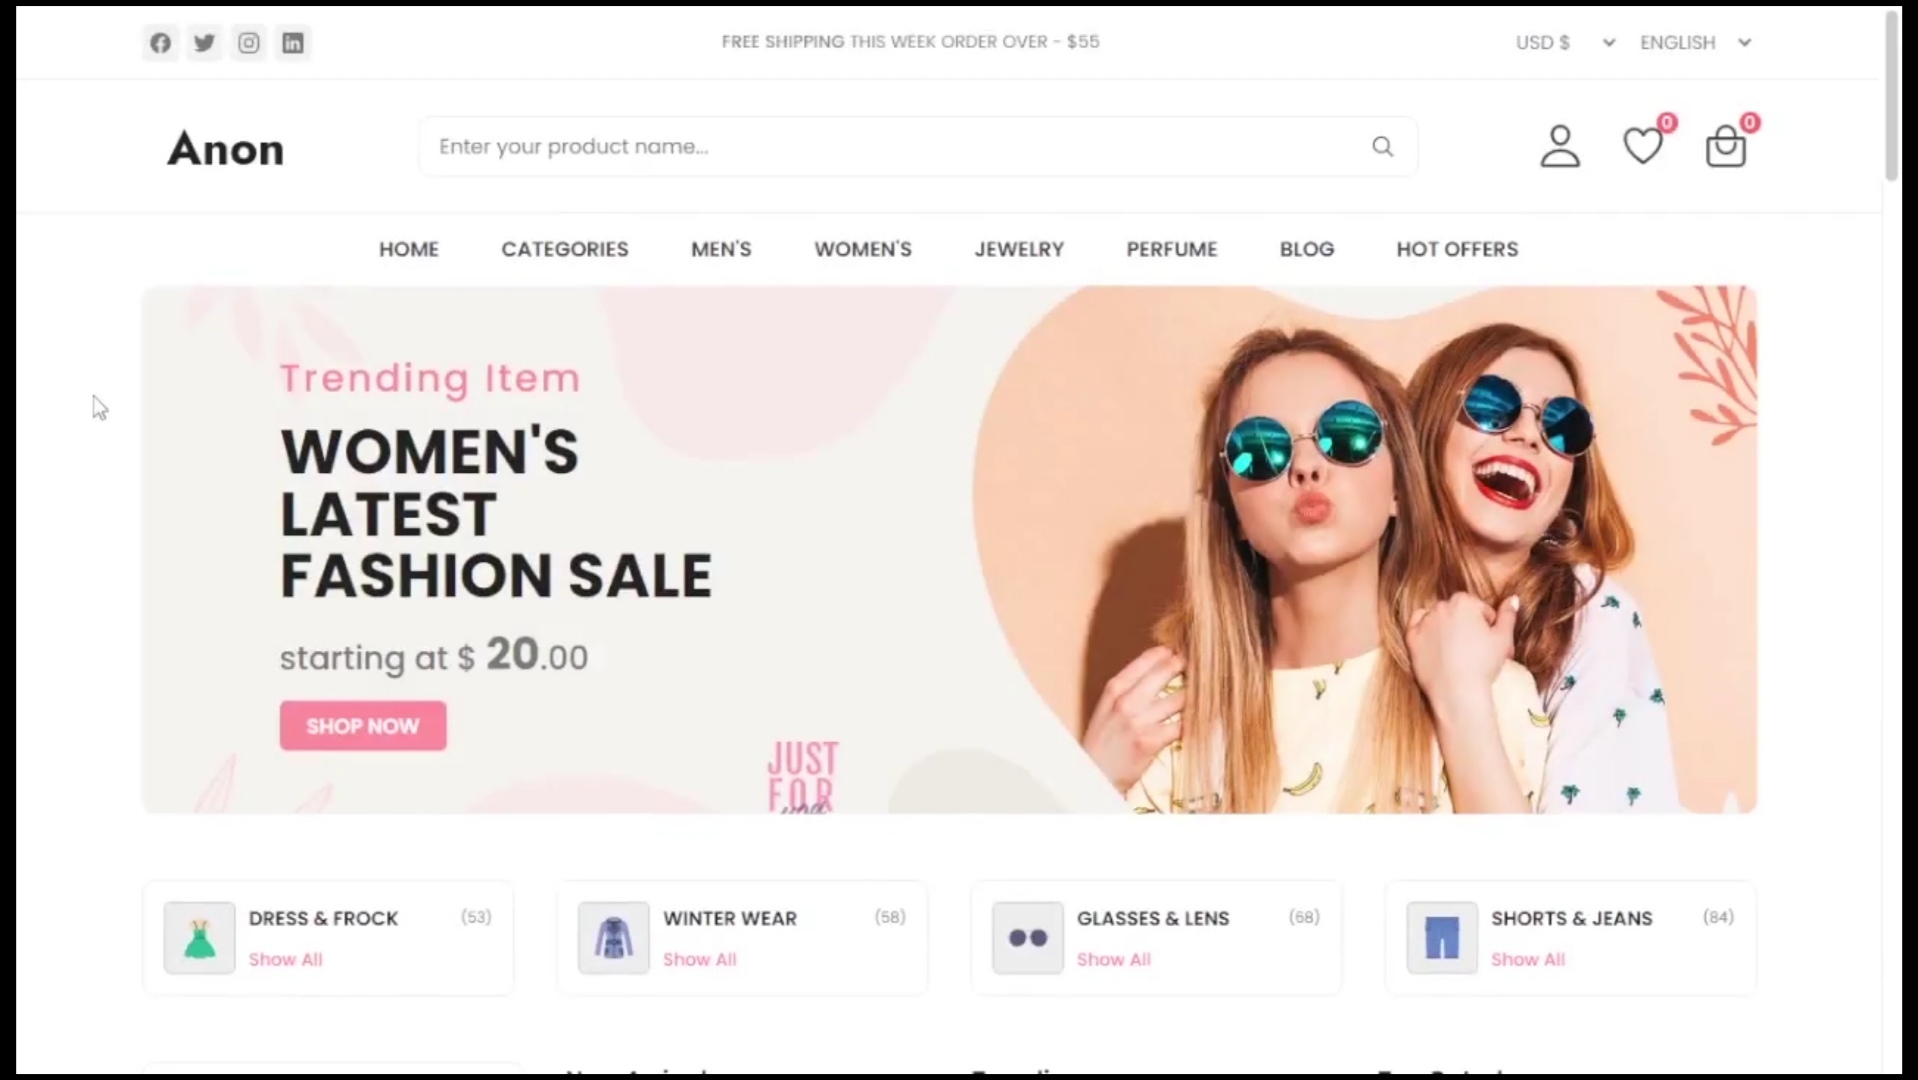 FREE SHIPPING THIS WEEK ORDER OVER - $55
USD $
ENGLISH
Anon
Enter your product name...
0
0
HOME
CATEGORIES
MEN'S
WOMEN'S
JEWELRY
PERFUME
BLOG
HOT OFFERS
Trending Item
WOMEN'S
LATEST
FASHION SALE
starting at $ 20.00
SHOP NOW
JUST
FOR
you
DRESS & FROCK
(53)
Show All
WINTER WEAR
(58)
Show All
GLASSES & LENS
(68)
Show All
SHORTS & JEANS
(84)
Show All